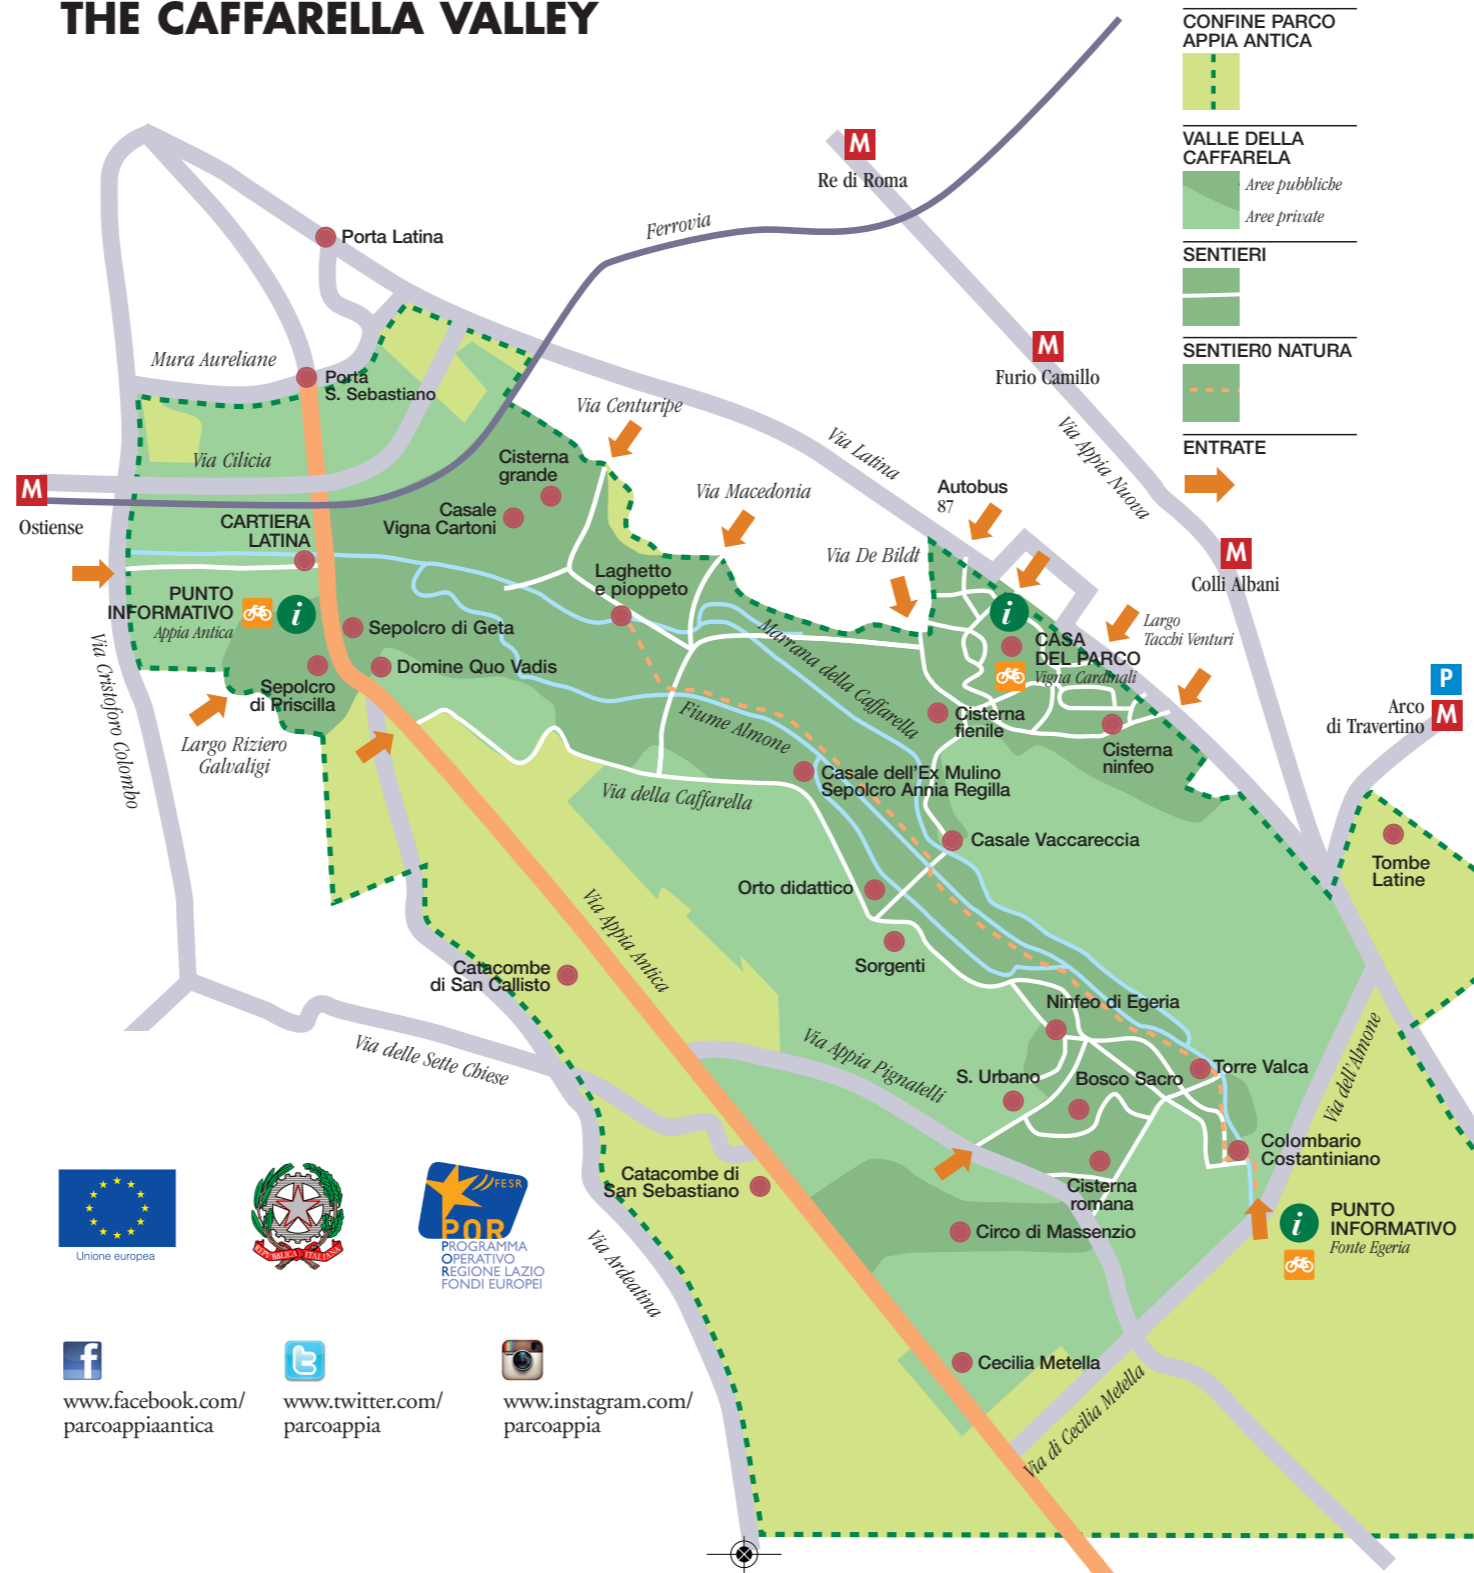 THE CAFFARELLA VALLEY
CONFINE PARCO
APPIA ANTICA
VALLE DELLA
CAFFARELA
Aree pubbliche
Aree private
SENTIERI
SENTIER0 NATURA
ENTRATE
M
Re di Roma
Porta Latina
Ferrovia
Mura Aureliane
Porta
S. Sebastiano
M
Furio Camillo
Via Centuripe
Via Appia Nuova
Via Latina
Via Cilicia
Cisterna
grande
M
Ostiense
Casale
Vigna Cartoni
Via Macedonia
Autobus
87
CARTIERA
LATINA
Via De Bildt
M
Colli Albani
Laghetto
e pioppeto
PUNTO
INFORMATIVO
Appia Antica
i
i
Sepolcro di Geta
Marrana della Caffarella
CASA
DEL PARCO
Vigna Cardinali
Largo
Tacchi Venturi
Domine Quo Vadis
Sepolcro
di Priscilla
Via Cristoforo Colombo
P
Arco
di Travertino
M
Largo Riziero
Galvaligi
Fiume Almone
Cisterna
fienile
Cisterna
ninfeo
Casale dell'Ex Mulino
Sepolcro Annia Regilla
Via della Caffarella
Casale Vaccareccia
Tombe
Latine
Orto didattico
Via Appia Antica
Sorgenti
Catacombe
di San Callisto
Ninfeo di Egeria
Via delle Sette Chiese
Via Appia Pignatelli
S. Urbano
Bosco Sacro
Torre Valca
Via dell'Almone
Colombario
Costantiniano
Catacombe di
San Sebastiano
Cisterna
romana
Circo di Massenzio
i
PUNTO
INFORMATIVO
Fonte Egeria
Via Ardeatina
Cecilia Metella
Via di Cecilia Metella
Unione europea
REPVBBLICA ITALIANA
FESR
POR
PROGRAMMA
OPERATIVO
REGIONE LAZIO
FONDI EUROPEI
f
www.facebook.com/
parcoappiaantica
t
www.twitter.com/
parcoappia
www.instagram.com/
parcoappia